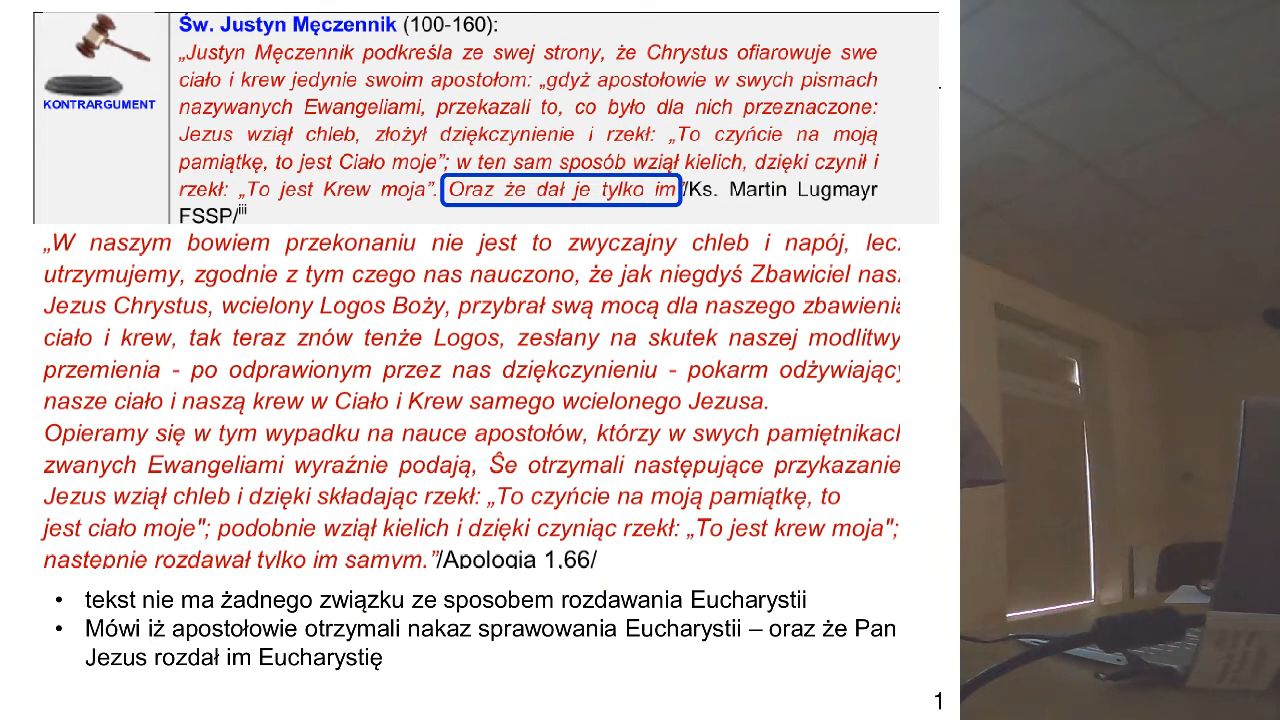 Św. Justyn Męczennik (100-160):
„Justyn Męczennik podkreśla ze swej strony, że Chrystus ofiarowuje swe
ciało i krew jedynie swoim apostołom: „gdyż apostołowie w swych pismach
KONTRARGUMENT
nazywanych Ewangeliami, przekazali to, co było dla nich przeznaczone:
Jezus wziął chleb, złożył dziękczynienie i rzekł: „To czyńcie na moją
pamiątkę, to jest Ciało moje”; w ten sam sposób wziął kielich, dzięki czynił i
rzekł: „To jest Krew moja”. Oraz że dał je tylko im”/Ks. Martin Lugmayr
FSSP/iii
„W naszym bowiem przekonaniu nie jest to zwyczajny chleb i napój, lecz
utrzymujemy, zgodnie z tym czego nas nauczono, że jak niegdyś Zbawiciel nasz
Jezus Chrystus, wcielony Logos Boży, przybrał swą mocą dla naszego zbawienia
ciało i krew, tak teraz znów tenże Logos, zesłany na skutek naszej modlitwy
przemienia - po odprawionym przez nas dziękczynieniu - pokarm odżywiający
nasze ciało i naszą krew w Ciało i Krew samego wcielonego Jezusa.
Opieramy się w tym wypadku na nauce apostołów, którzy w swych pamiętnikach
zwanych Ewangeliami wyraźnie podają, Ŝe otrzymali następujące przykazanie
Jezus wziął chleb i dzięki składając rzekł: „To czyńcie na moją pamiątkę, to
jest ciało moje"; podobnie wziął kielich i dzięki czyniąc rzekł: „To jest krew moja";
następnie rozdawał tylko im samym.”/Apologia 1,66/
• tekst nie ma żadnego związku ze sposobem rozdawania Eucharystii
• Mówi iż apostołowie otrzymali nakaz sprawowania Eucharystii – oraz że Pan
Jezus rozdał im Eucharystię
1